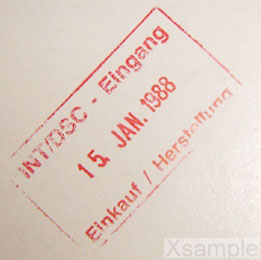 INT/DSC - Eingang
15. JAN. 1988
Einkauf / Herstellung
Xsample